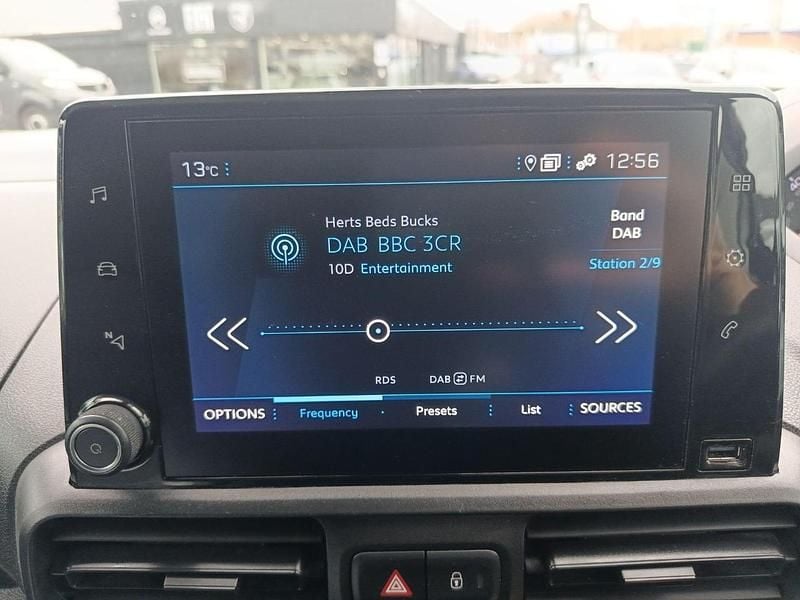 13°C
12:56
Herts Beds Bucks
DAB BBC 3CR
10D Entertainment
Band
DAB
Station 2/9
RDS
DAB FM
OPTIONS
Frequency
Presets
List
SOURCES
N
FIAT